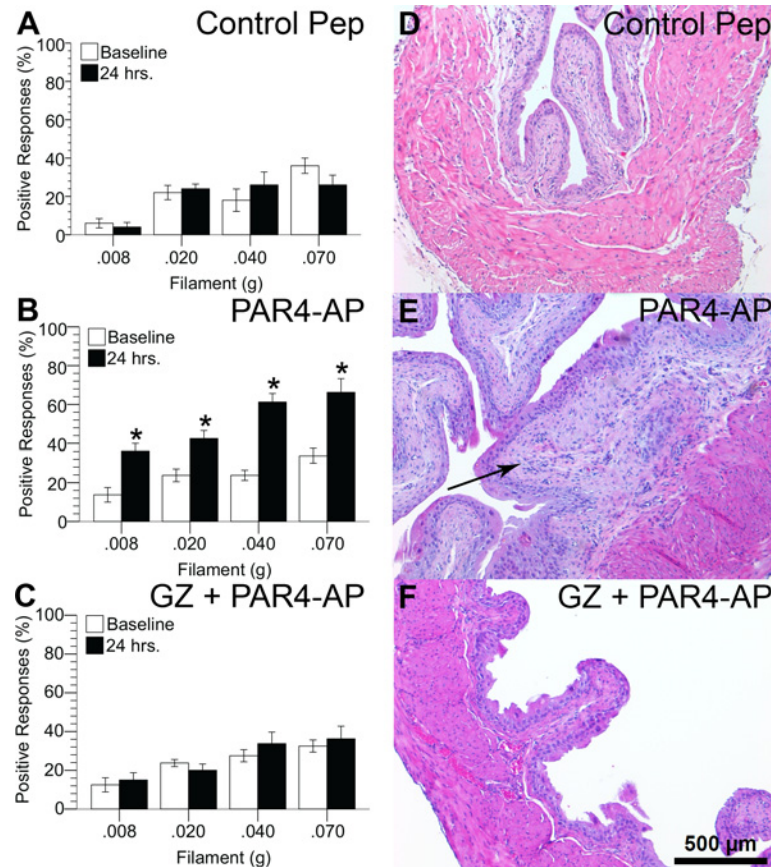 A Control Pep
Baseline
24 hrs.
Positive Responses (%)
100
80
60
40
20
0
.008 .020 .040 .070
Filament (g)
B PAR4-AP
Baseline
24 hrs.
Positive Responses (%)
100
80
60
40
20
0
* * * *
.008 .020 .040 .070
Filament (g)
C GZ + PAR4-AP
Baseline
24 hrs.
Positive Responses (%)
100
80
60
40
20
0
.008 .020 .040 .070
Filament (g)
D Control Pep
E PAR4-AP
F GZ + PAR4-AP
500 µm